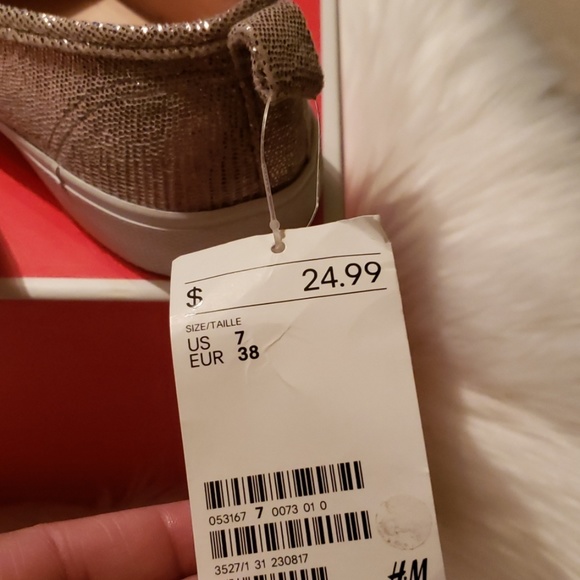 $ 24.99
SIZE/TAILLE
US 7
EUR 38
053167 7 0073 01 0
3527/1 31 230817
H&M